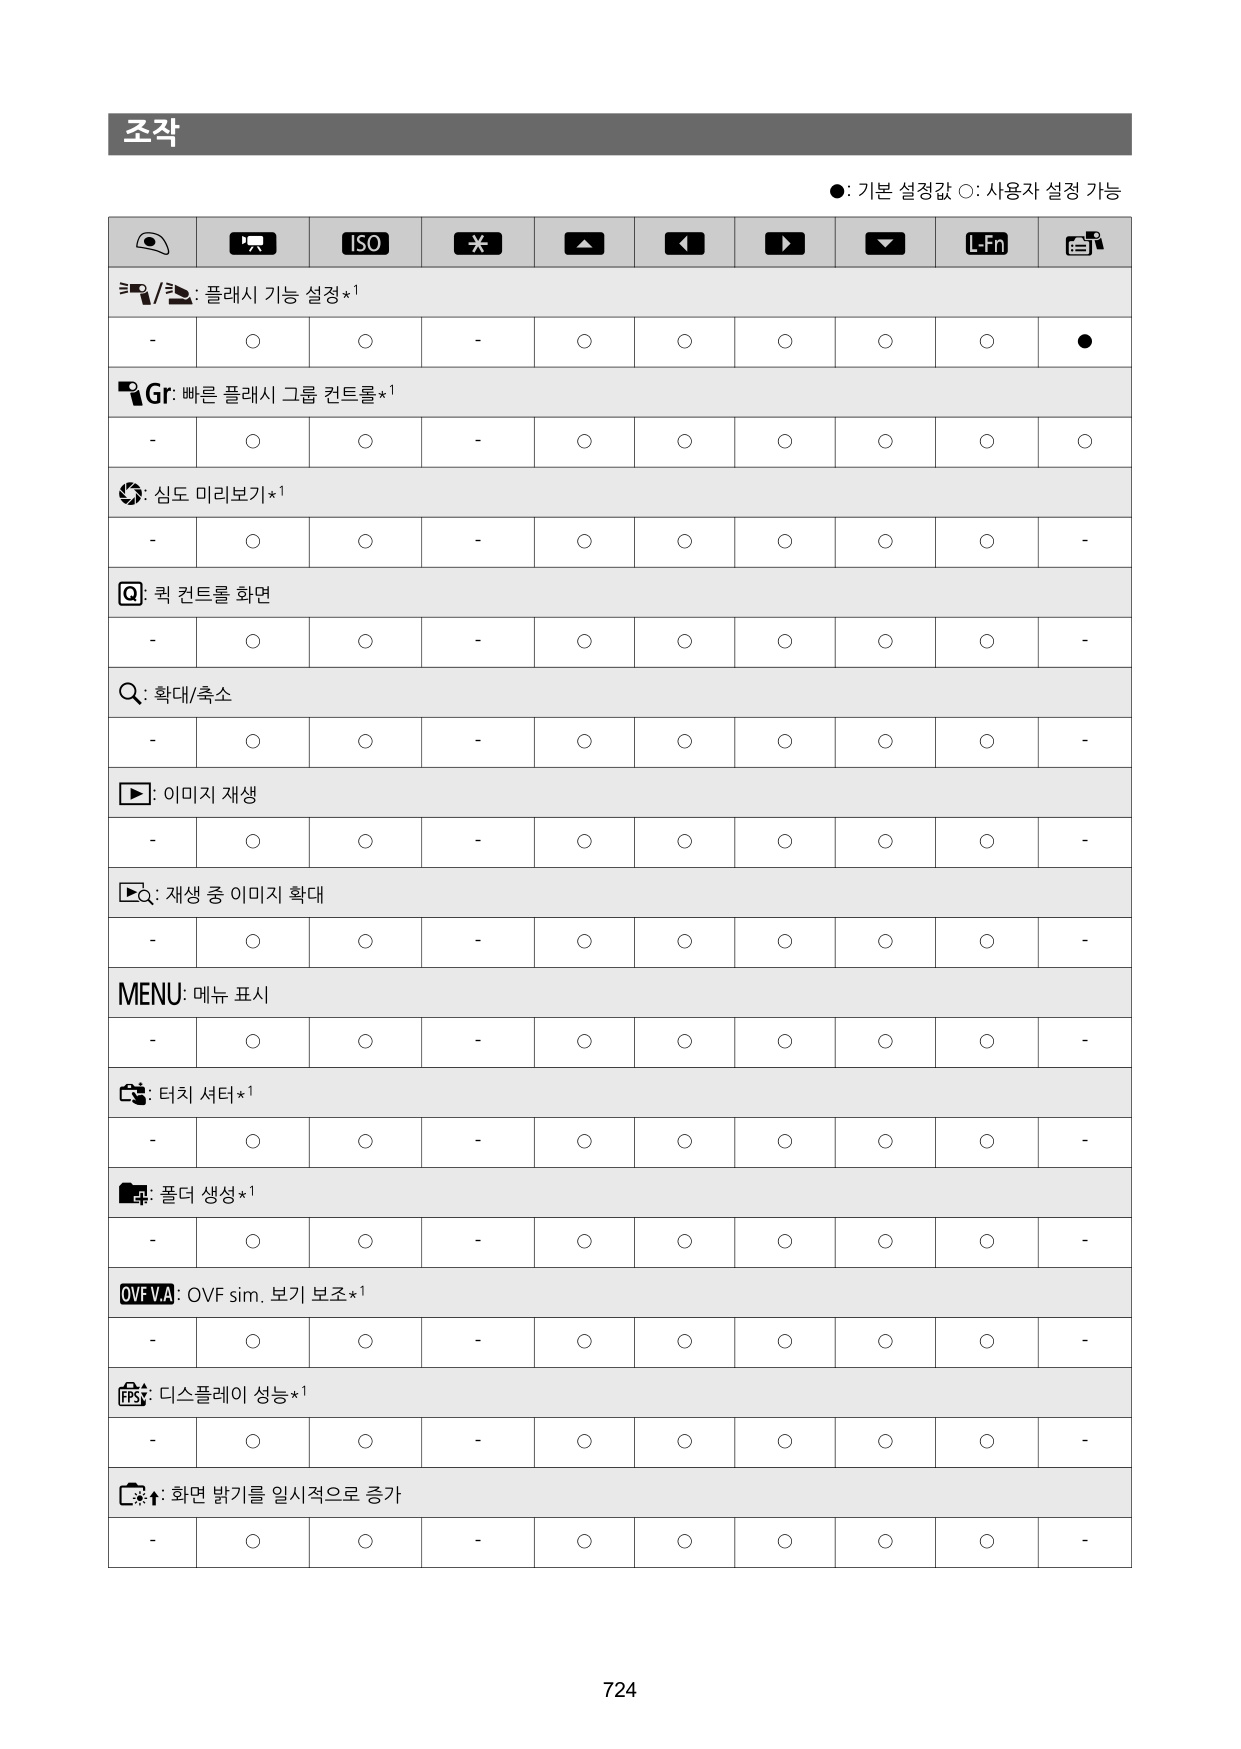 조작
●: 기본 설정값 ○: 사용자 설정 가능
ISO L-Fn
/ : 플래시 기능 설정*1
- ○ ○ - ○ ○ ○ ○ ○ ●
Gr: 빠른 플래시 그룹 컨트롤*1
- ○ ○ - ○ ○ ○ ○ ○ ○
: 심도 미리보기*1
- ○ ○ - ○ ○ ○ ○ ○ -
Q: 퀵 컨트롤 화면
- ○ ○ - ○ ○ ○ ○ ○ -
: 확대/축소
- ○ ○ - ○ ○ ○ ○ ○ -
: 이미지 재생
- ○ ○ - ○ ○ ○ ○ ○ -
: 재생 중 이미지 확대
- ○ ○ - ○ ○ ○ ○ ○ -
MENU: 메뉴 표시
- ○ ○ - ○ ○ ○ ○ ○ -
: 터치 셔터*1
- ○ ○ - ○ ○ ○ ○ ○ -
: 폴더 생성*1
- ○ ○ - ○ ○ ○ ○ ○ -
OVF V.A: OVF sim. 보기 보조*1
- ○ ○ - ○ ○ ○ ○ ○ -
FPS: 디스플레이 성능*1
- ○ ○ - ○ ○ ○ ○ ○ -
: 화면 밝기를 일시적으로 증가
- ○ ○ - ○ ○ ○ ○ ○ -
724